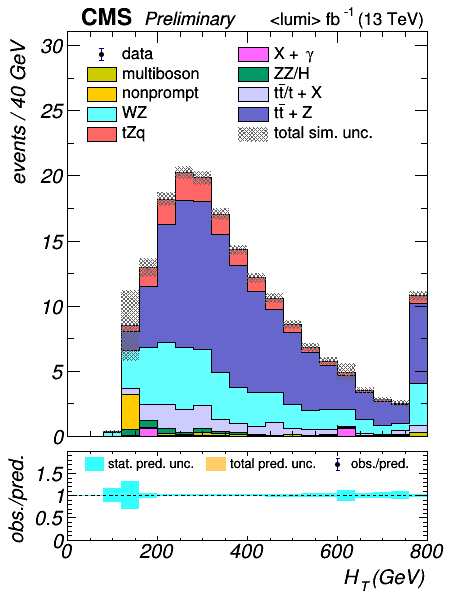 CMS Preliminary <lumi> fb⁻¹ (13 TeV)
30
25
20
15
10
5
0
events / 40 GeV
data
multiboson
nonprompt
WZ
tZq
X + γ
ZZ/H
tt̄/t + X
tt̄ + Z
total sim. unc.
1.5
1
0.5
0
obs./pred.
stat. pred. unc. total pred. unc. obs./pred.
0 200 400 600 800
H_T (GeV)